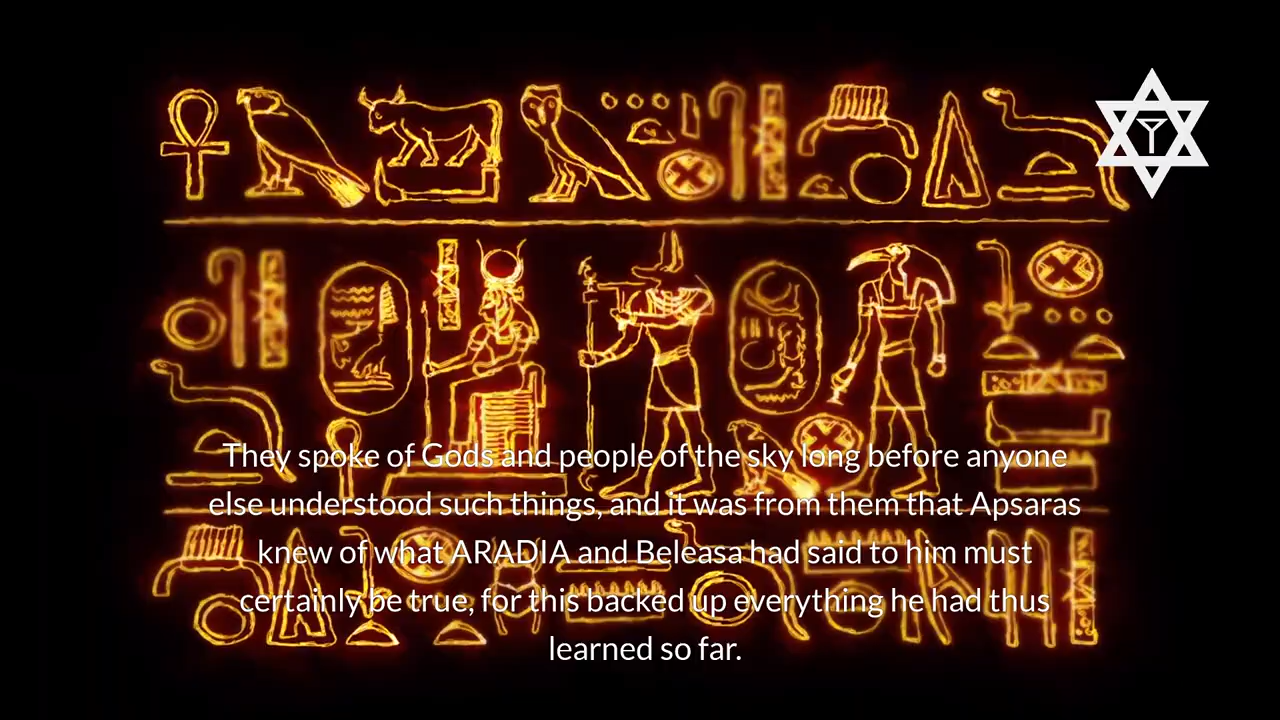 They spoke of Gods and people of the sky long before anyone
else understood such things, and it was from them that Apsaras
knew of what ARADIA and Beleasa had said to him must
certainly be true, for this backed up everything he had thus
learned so far.